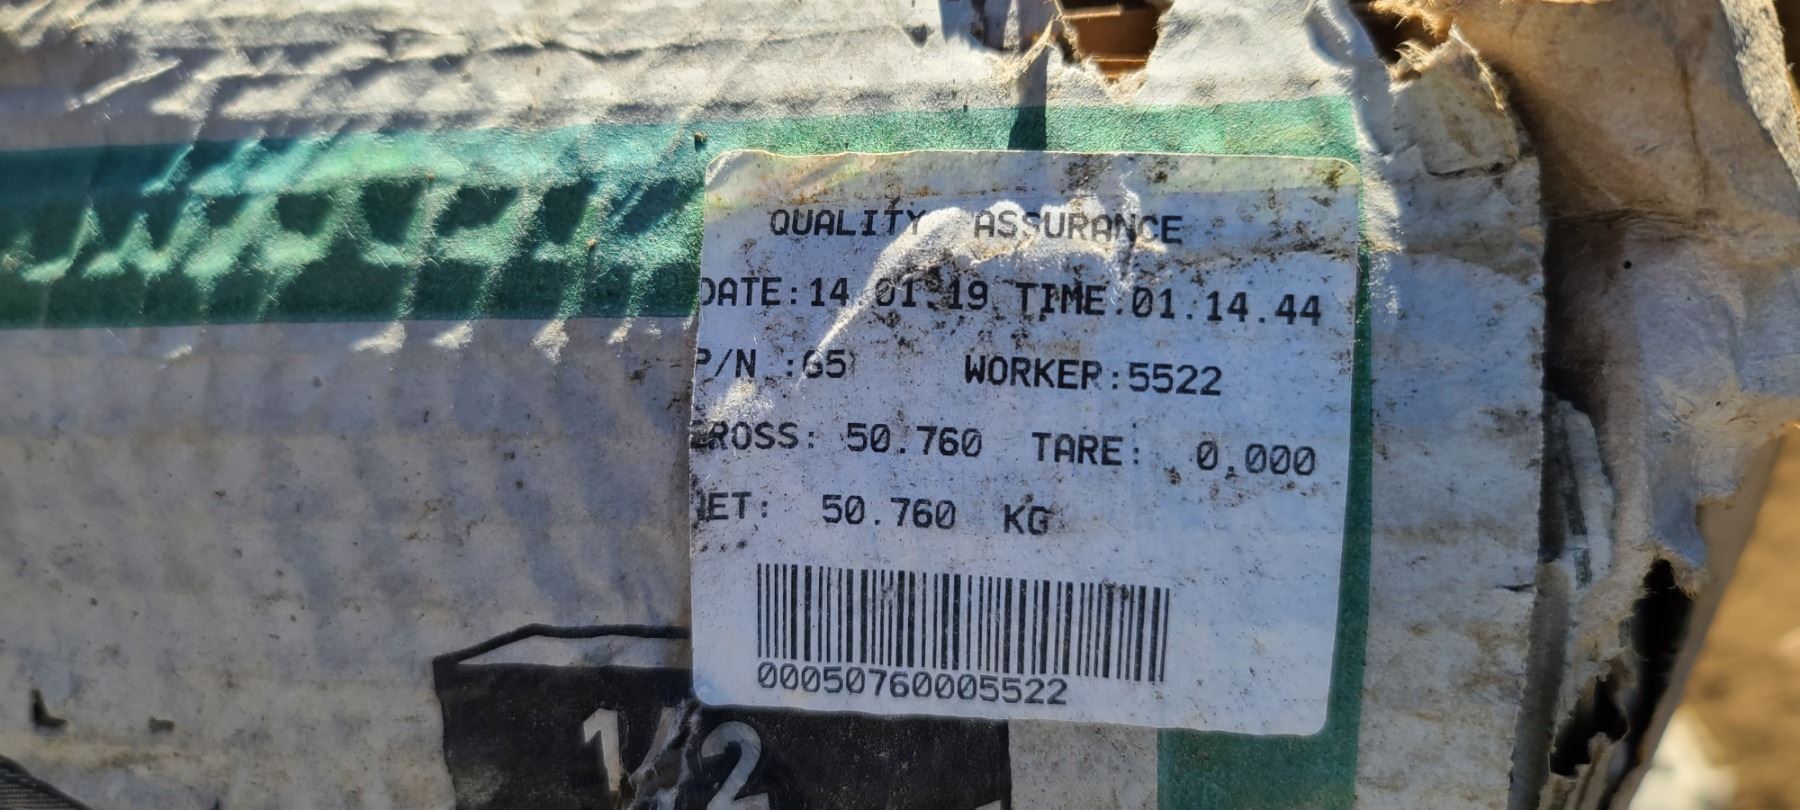 QUALITY ASSURANCE
DATE:14.01.19 TIME.01.14.44
P/N :G5 WORKER:5522
GROSS: 50.760 TARE: 0.000
NET: 50.760 KG
00050760005522
1/2